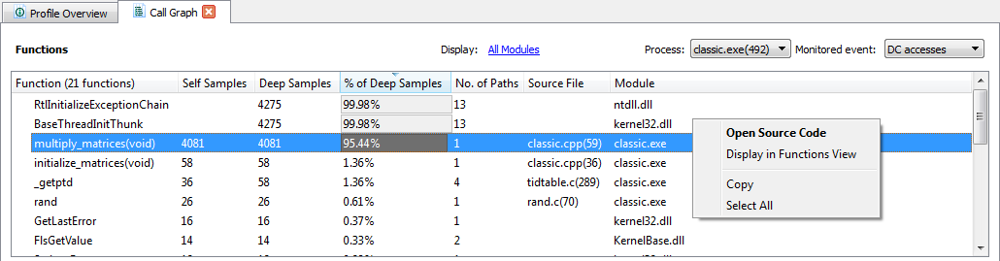 Profile Overview Call Graph
Functions Display: All Modules Process: classic.exe(492) Monitored event: DC accesses
Function (21 functions) Self Samples Deep Samples % of Deep Samples No. of Paths Source File Module
RtlInitializeExceptionChain 4275 99.98% 13 ntdll.dll
BaseThreadInitThunk 4275 99.98% 13 kernel32.dll
multiply_matrices(void) 4081 4081 95.44% 1 classic.cpp(59) classic.exe
initialize_matrices(void) 58 58 1.36% 1 classic.cpp(36) classic.exe
_getptd 36 58 1.36% 4 tidtable.c(289) classic.exe
rand 26 26 0.61% 1 rand.c(70) classic.exe
GetLastError 16 16 0.37% 1 kernel32.dll
FlsGetValue 14 14 0.33% 2 KernelBase.dll
Open Source Code
Display in Functions View
Copy
Select All